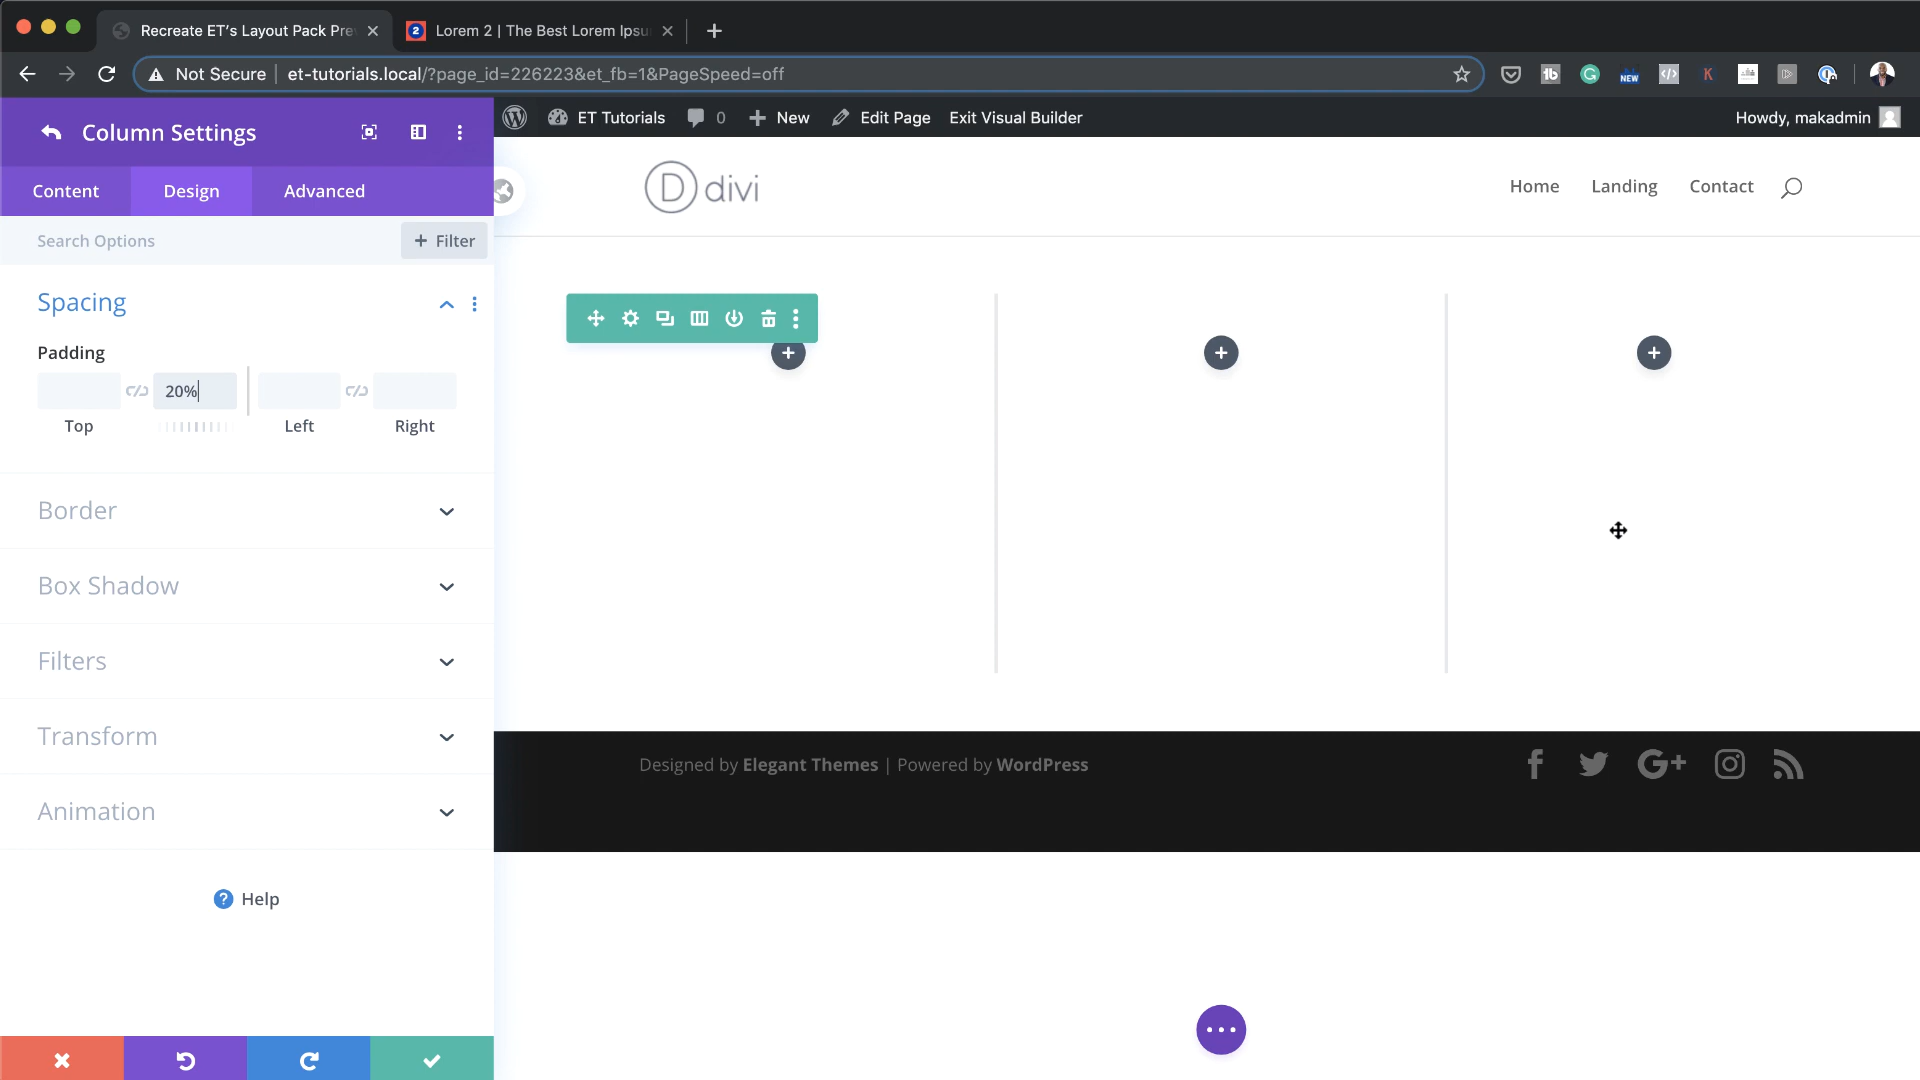 Recreate ET's Layout Pack Pre
Lorem 2 | The Best Lorem Ipsu
Not Secure | et-tutorials.local/?page_id=226223&et_fb=1&PageSpeed=off
Column Settings
ET Tutorials 0 New Edit Page Exit Visual Builder Howdy, makadmin
Content Design Advanced
D divi
Home Landing Contact
Search Options + Filter
Spacing
Padding
20%
Top Left Right
Border
Box Shadow
Filters
Transform
Animation
? Help
Designed by Elegant Themes | Powered by WordPress